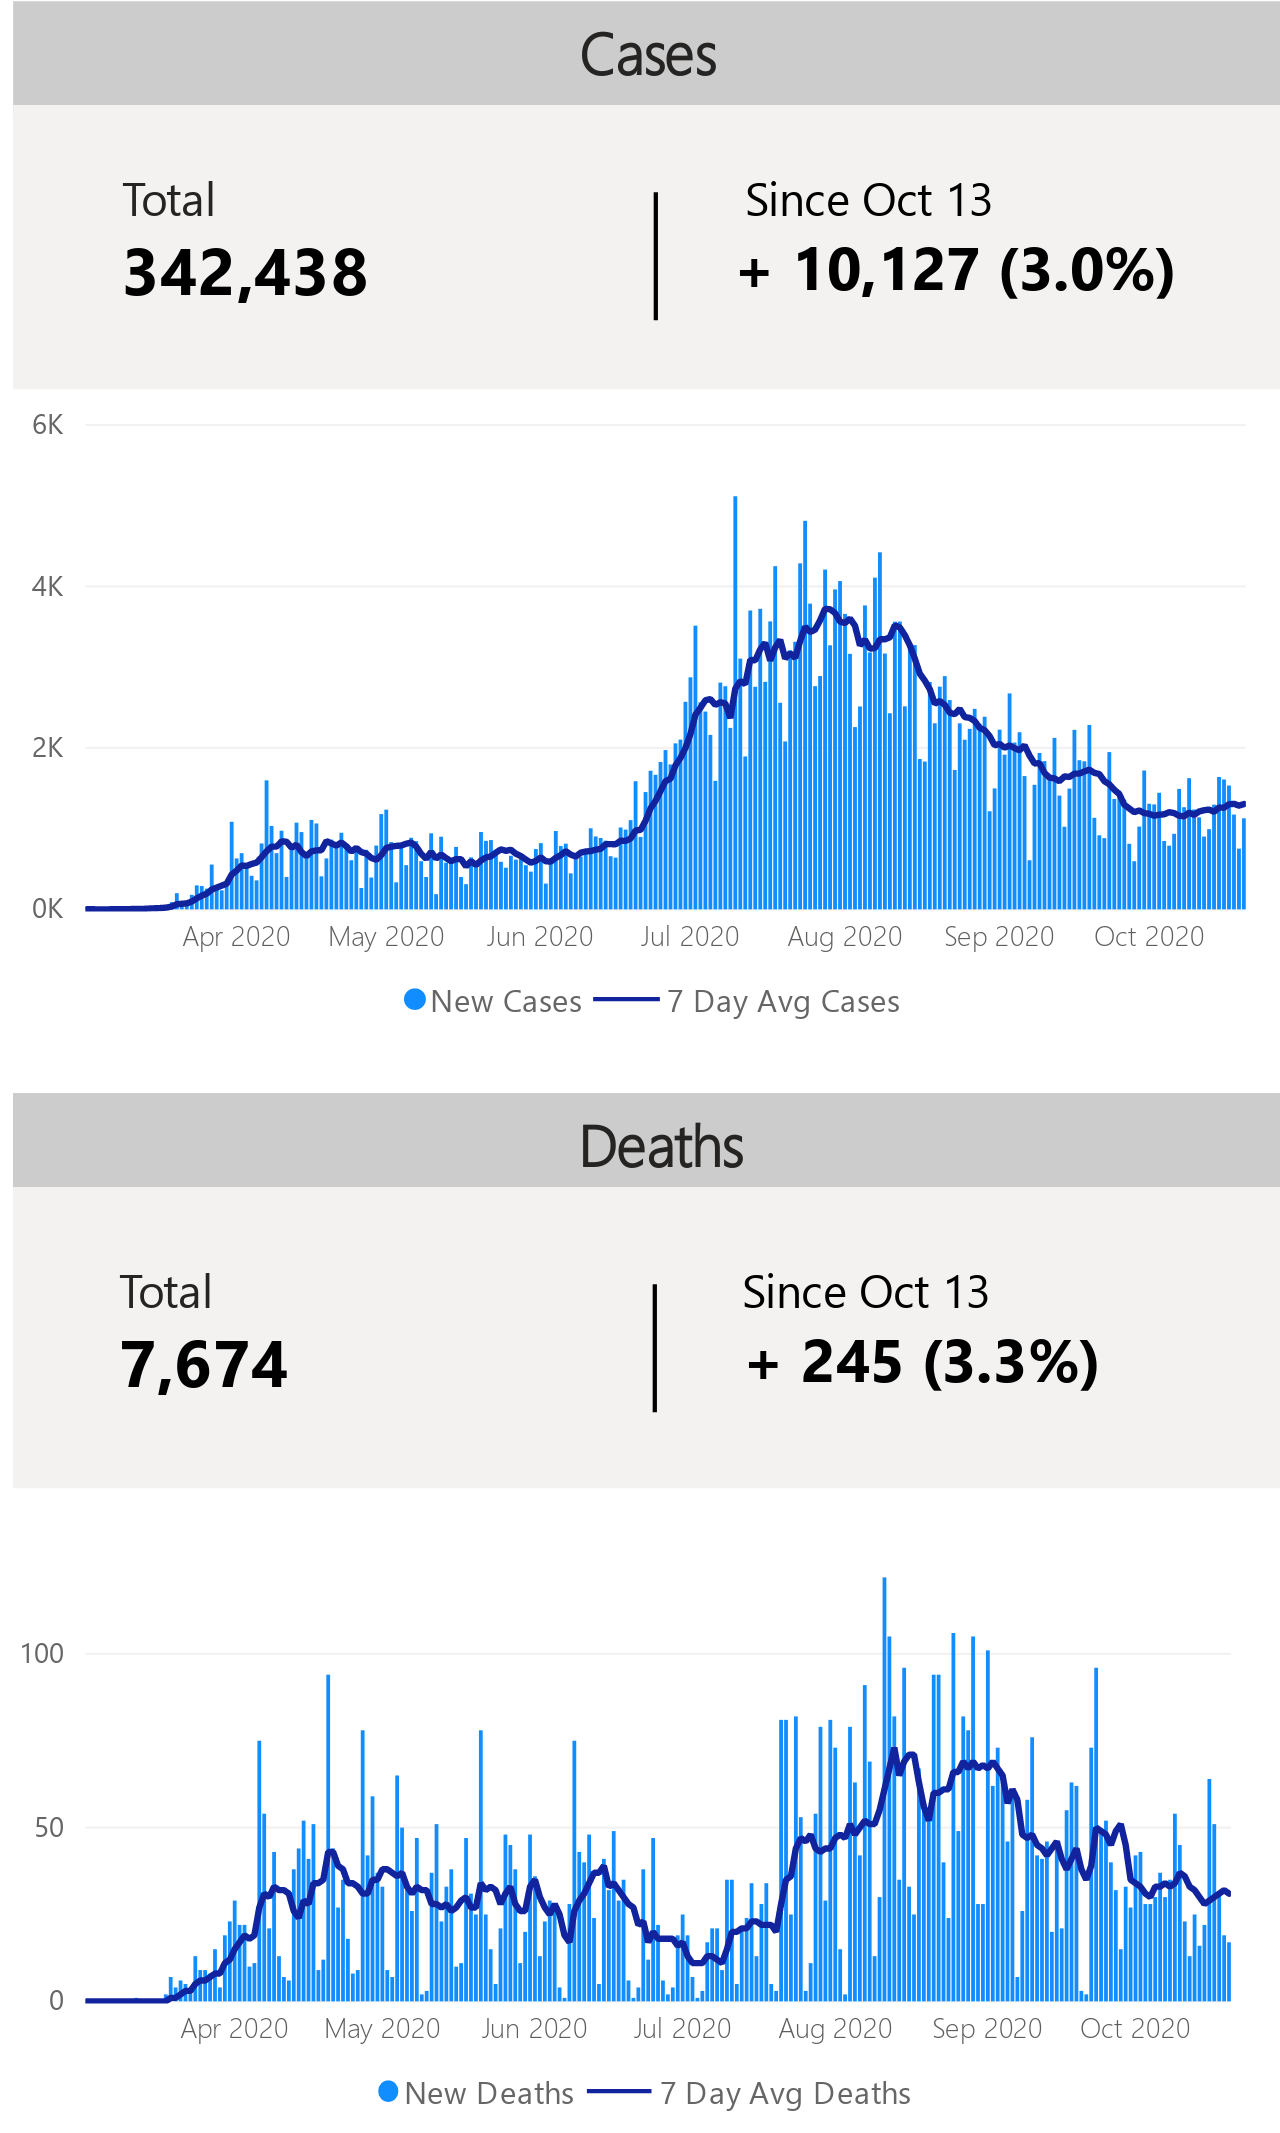 Cases
Total
Since Oct 13
342,438
+ 10,127 (3.0%)
6K
4K
2K
0K
Apr 2020 May 2020 Jun 2020 Jul 2020 Aug 2020 Sep 2020 Oct 2020
New Cases 7 Day Avg Cases
Deaths
Total
Since Oct 13
7,674
+ 245 (3.3%)
100
50
0
Apr 2020 May 2020 Jun 2020 Jul 2020 Aug 2020 Sep 2020 Oct 2020
New Deaths 7 Day Avg Deaths